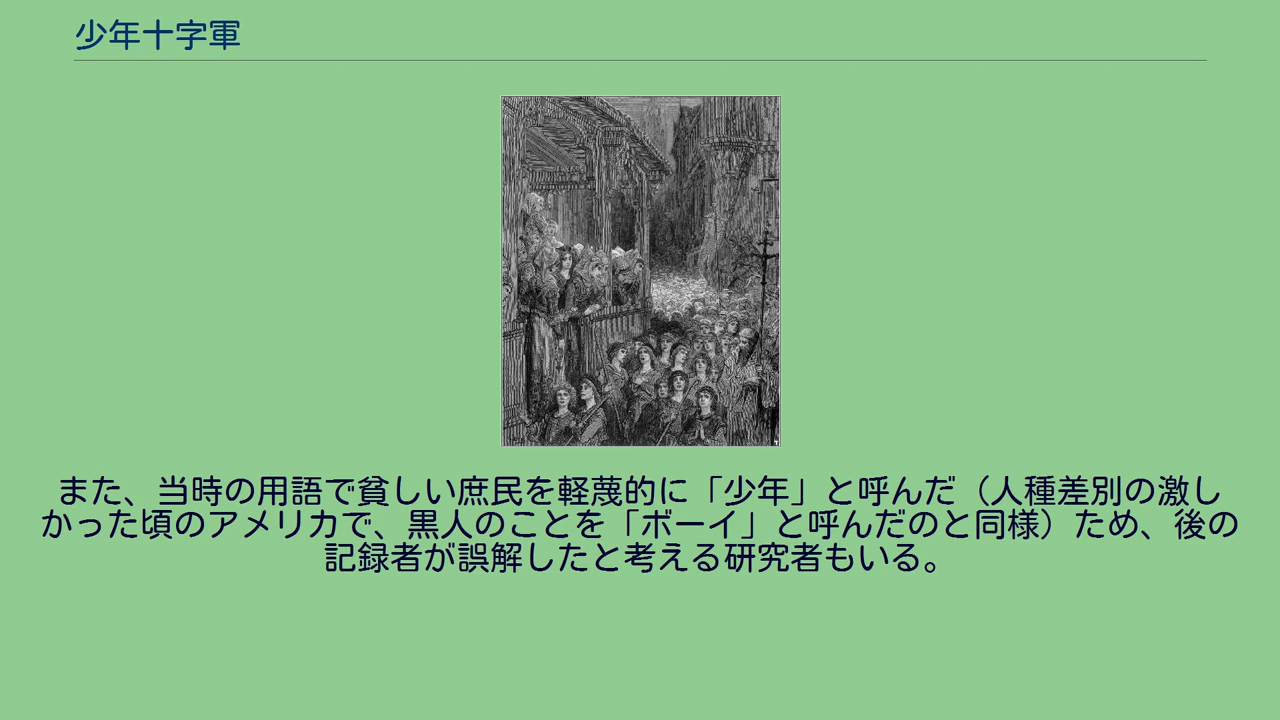 少年十字軍
また、当時の用語で貧しい庶民を軽蔑的に「少年」と呼んだ（人種差別の激し
かった頃のアメリカで、黒人のことを「ボーイ」と呼んだのと同様）ため、後の
記録者が誤解したと考える研究者もいる。